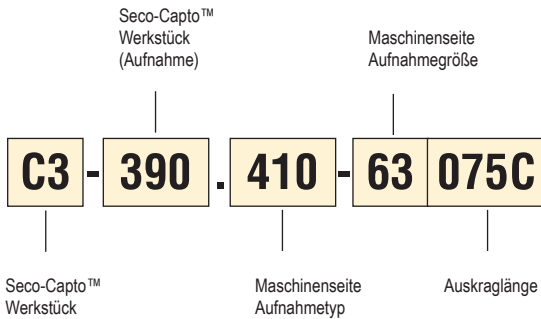 Seco-Capto™
Werkstück
(Aufnahme)
Maschinenseite
Aufnahmegröße
C3 - 390 . 410 - 63 075C
Seco-Capto™
Werkstück
Maschinenseite
Aufnahmetyp
Auskraglänge